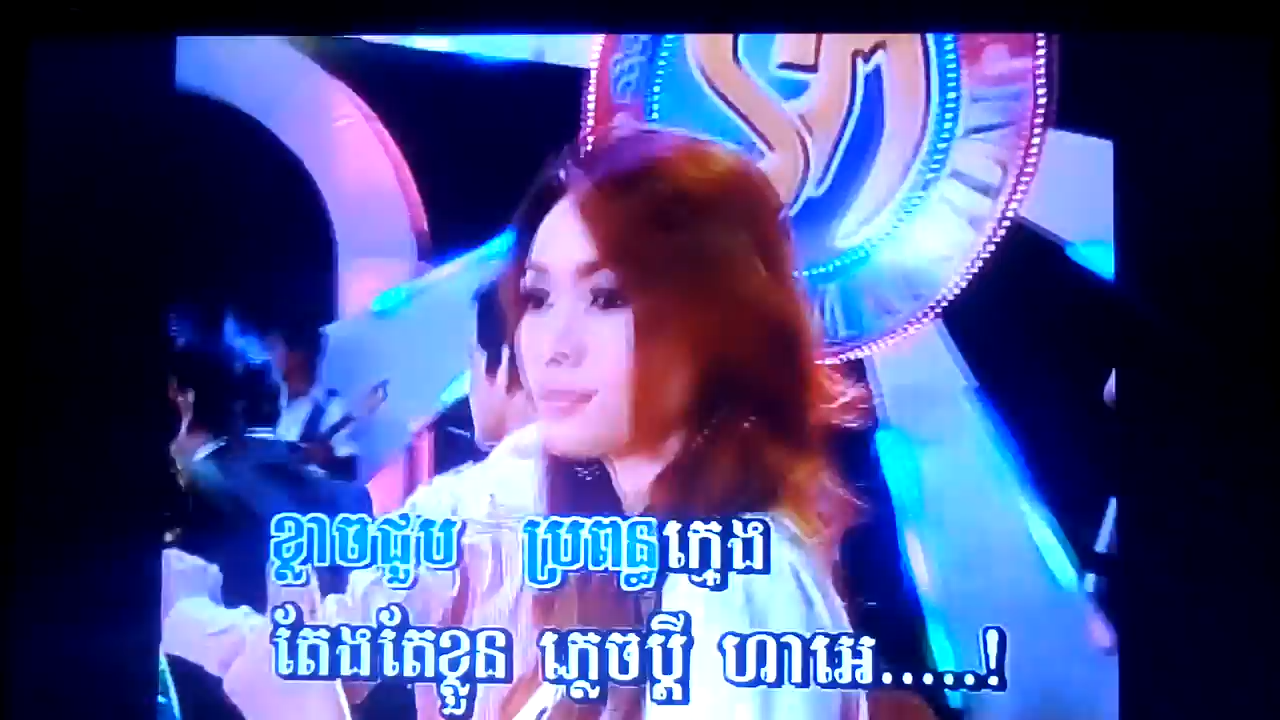 ខ្លាចជួប ប្រពន្ធក្មេង
តែងតែខ្លួន ភ្លេចប្ដី ហាអេ......!